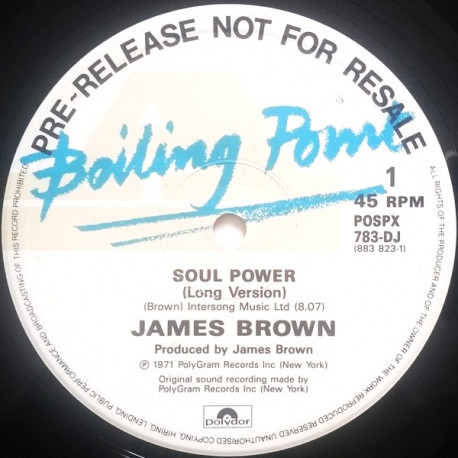 PRE-RELEASE NOT FOR RESALE
Boiling Point
1
45 RPM
POSPX
783-DJ
(883 823-1)
SOUL POWER
(Long Version)
(Brown) Intersong Music Ltd (8.07)
JAMES BROWN
Produced by James Brown
℗ 1971 PolyGram Records Inc (New York)
Original sound recording made by
PolyGram Records Inc (New York)
polydor
ALL RIGHTS OF THE PRODUCER AND OF THE OWNER OF THE WORK REPRODUCED RESERVED. UNAUTHORISED COPYING, HIRING, LENDING, PUBLIC PERFORMANCE AND BROADCASTING OF THIS RECORD PROHIBITED